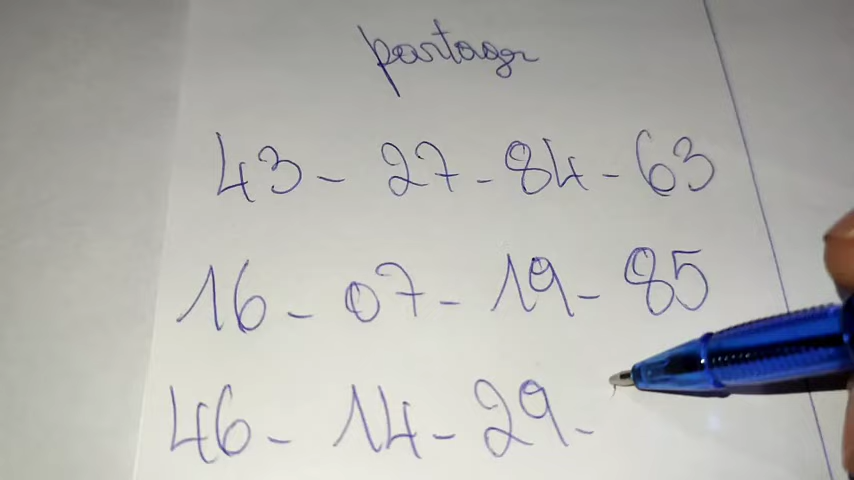 partage
43 - 27 - 84 - 63
16 - 07 - 19 - 85
46 - 14 - 29 -